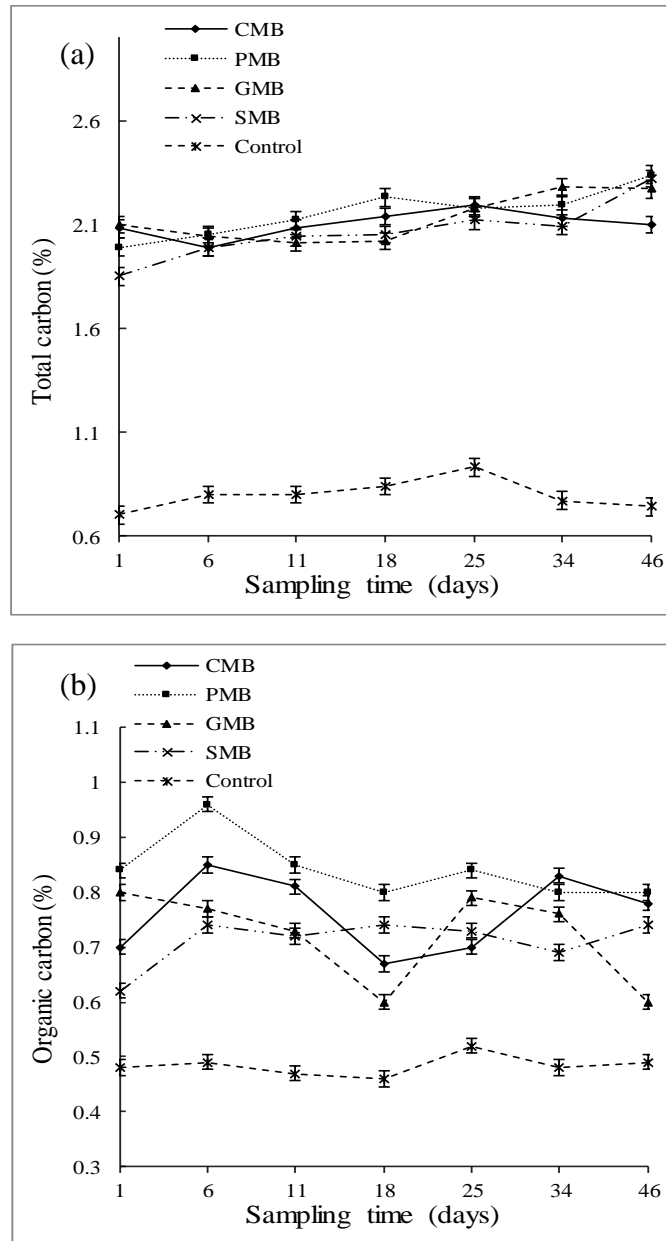 (a)
CMB
PMB
GMB
SMB
Control
Total carbon (%)
2.6
2.1
1.6
1.1
0.6
1 6 11 18 25 34 46
Sampling time (days)
(b)
CMB
PMB
GMB
SMB
Control
Organic carbon (%)
1.1
1
0.9
0.8
0.7
0.6
0.5
0.4
0.3
1 6 11 18 25 34 46
Sampling time (days)